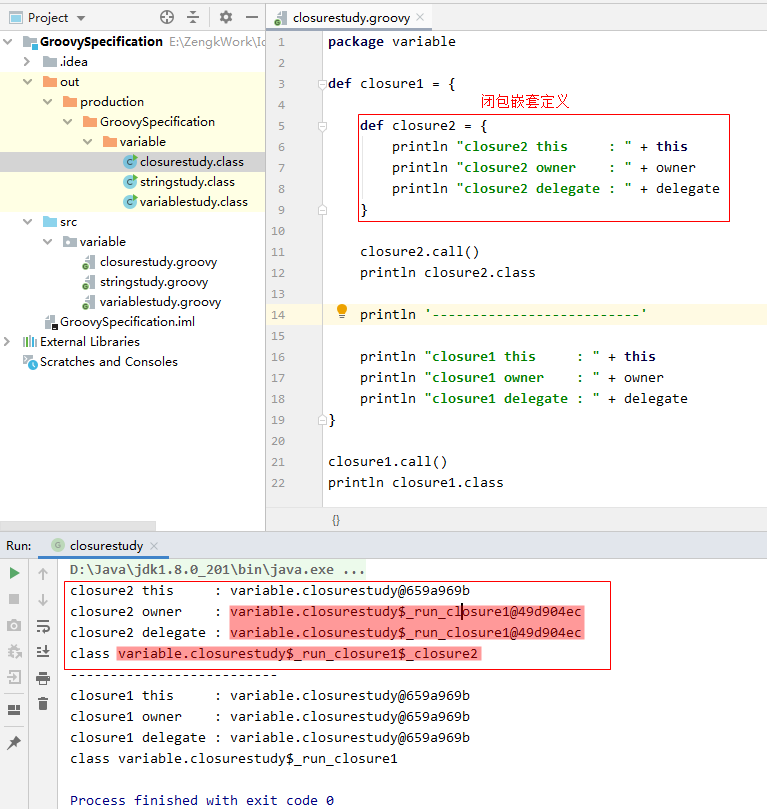 Project
closurestudy.groovy
GroovySpecification E:\ZengkWork\Id
.idea
out
production
GroovySpecification
variable
closurestudy.class
stringstudy.class
variablestudy.class
src
variable
closurestudy.groovy
stringstudy.groovy
variablestudy.groovy
GroovySpecification.iml
External Libraries
Scratches and Consoles
1 package variable
2
3 def closure1 = {
4 闭包嵌套定义
5 def closure2 = {
6 println "closure2 this     : " + this
7 println "closure2 owner    : " + owner
8 println "closure2 delegate : " + delegate
9 }
10
11 closure2.call()
12 println closure2.class
13
14 println '--------------------------'
15
16 println "closure1 this     : " + this
17 println "closure1 owner    : " + owner
18 println "closure1 delegate : " + delegate
19 }
20
21 closure1.call()
22 println closure1.class
{}
Run: closurestudy
D:\Java\jdk1.8.0_201\bin\java.exe ...
closure2 this     : variable.closurestudy@659a969b
closure2 owner    : variable.closurestudy$_run_closure1@49d904ec
closure2 delegate : variable.closurestudy$_run_closure1@49d904ec
class variable.closurestudy$_run_closure1$_closure2
--------------------------
closure1 this     : variable.closurestudy@659a969b
closure1 owner    : variable.closurestudy@659a969b
closure1 delegate : variable.closurestudy@659a969b
class variable.closurestudy$_run_closure1
Process finished with exit code 0